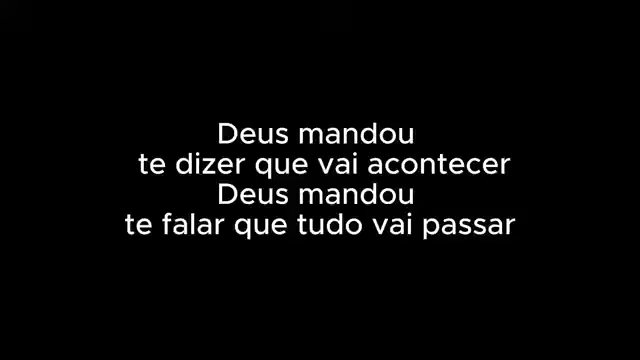 Deus mandou
te dizer que vai acontecer
Deus mandou
te falar que tudo vai passar